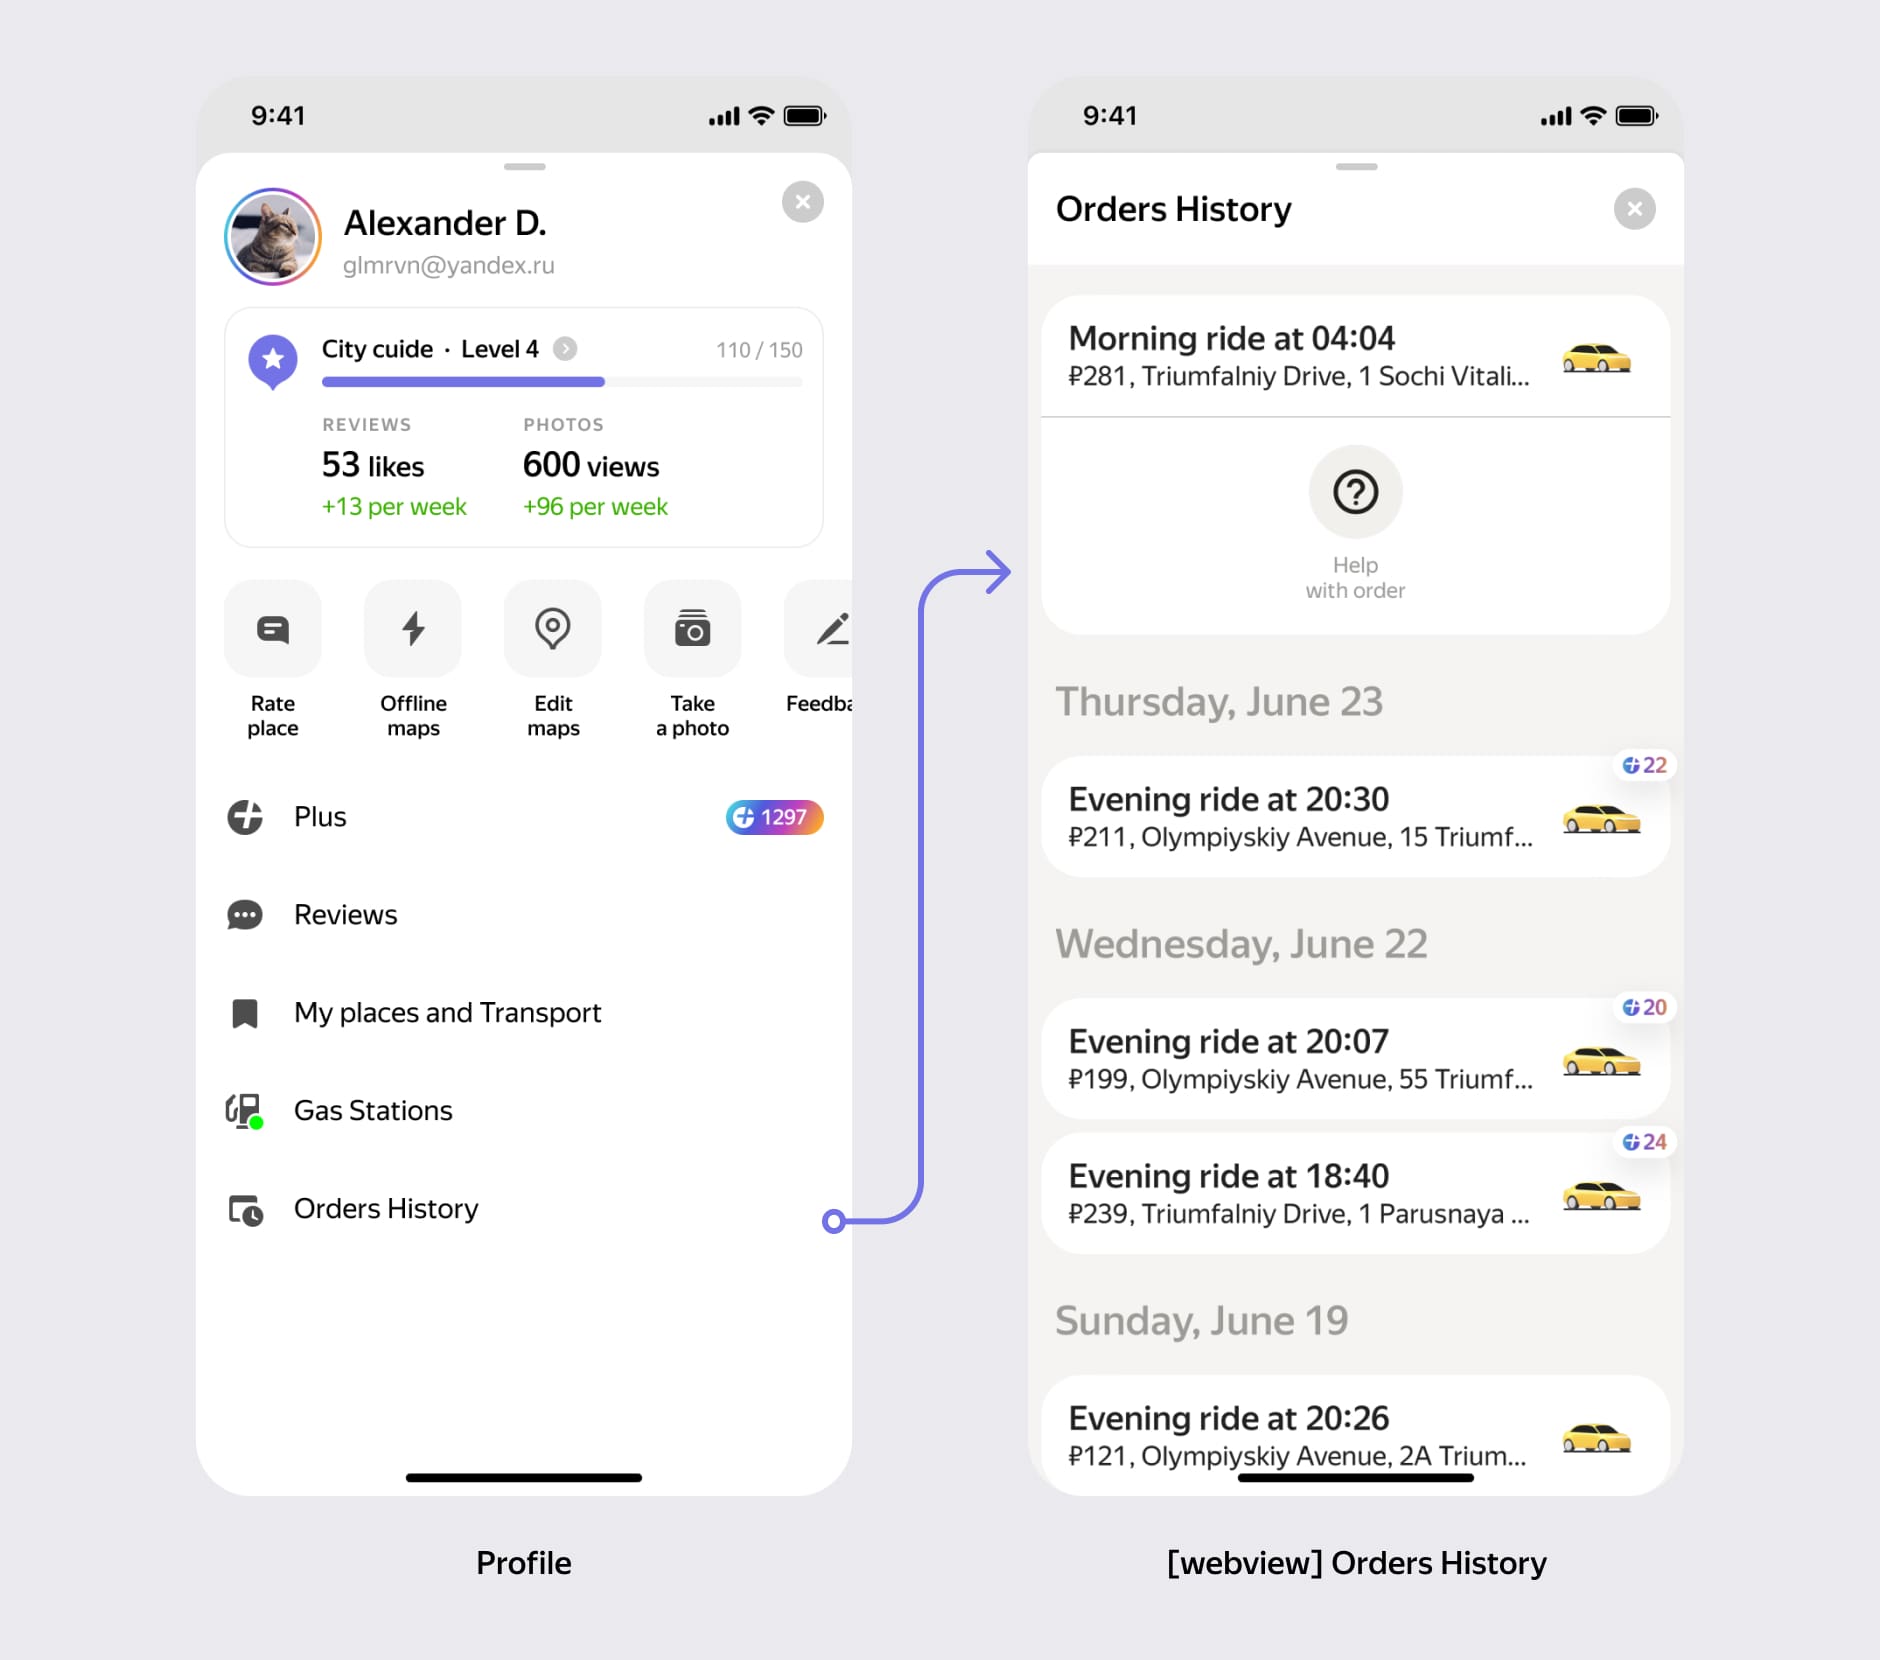 9:41
Alexander D.
glmrvn@yandex.ru
City cuide · Level 4
110 / 150
REVIEWS
PHOTOS
53 likes
600 views
+13 per week
+96 per week
Rate
place
Offline
maps
Edit
maps
Take
a photo
Feedba
Plus
1297
Reviews
My places and Transport
Gas Stations
Orders History
Profile
9:41
Orders History
Morning ride at 04:04
₽281, Triumfalniy Drive, 1 Sochi Vitali...
Help
with order
Thursday, June 23
22
Evening ride at 20:30
₽211, Olympiyskiy Avenue, 15 Triumf...
Wednesday, June 22
20
Evening ride at 20:07
₽199, Olympiyskiy Avenue, 55 Triumf...
24
Evening ride at 18:40
₽239, Triumfalniy Drive, 1 Parusnaya ...
Sunday, June 19
Evening ride at 20:26
₽121, Olympiyskiy Avenue, 2A Trium...
[webview] Orders History